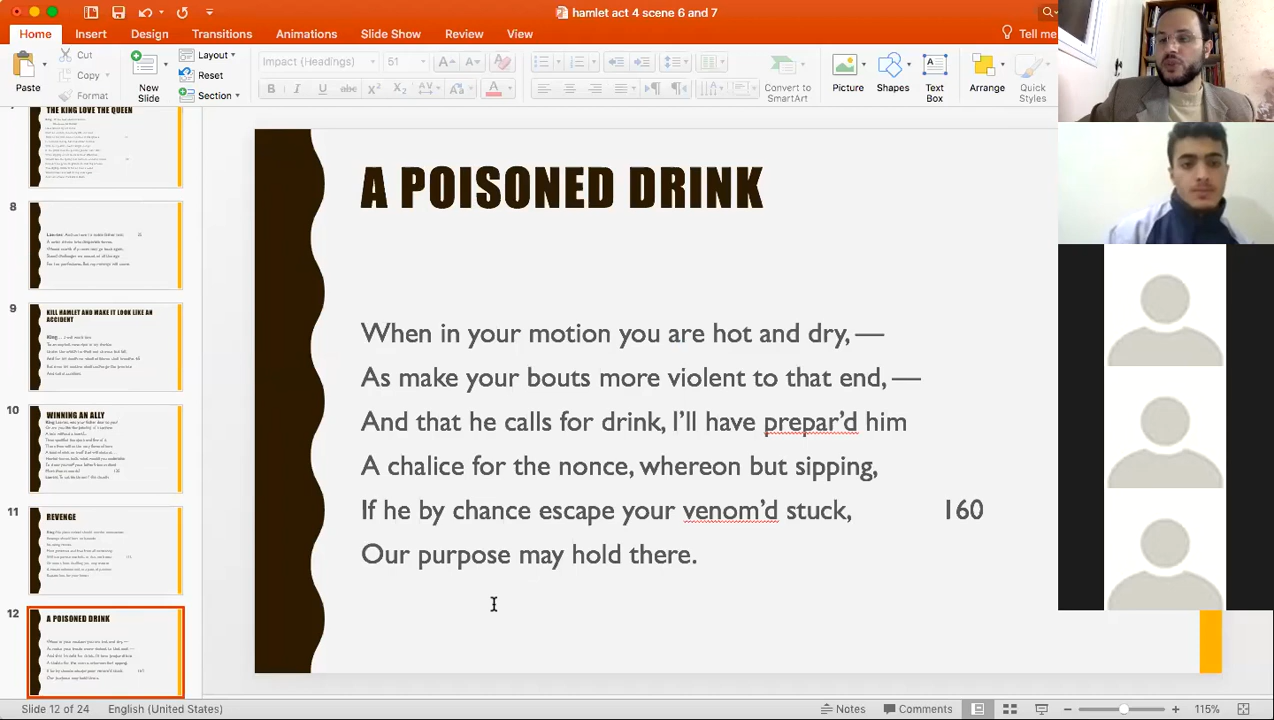 hamlet act 4 scene 6 and 7
Home Insert Design Transitions Animations Slide Show Review View Tell me
Paste
Cut
Copy
Format
New
Slide
Layout
Reset
Section
Impact (Headings) 51
Convert to
SmartArt
Picture
Shapes
Text
Box
Arrange
Quick
Styles
THE KING LOVE THE QUEEN
8
9
KILL HAMLET AND MAKE IT LOOK LIKE AN
ACCIDENT
10
WINNING AN ALLY
11
REVENGE
12
A POISONED DRINK
A POISONED DRINK
When in your motion you are hot and dry, —
As make your bouts more violent to that end, —
And that he calls for drink, I’ll have prepar’d him
A chalice for the nonce, whereon but sipping,
If he by chance escape your venom’d stuck, 160
Our purpose may hold there.
Slide 12 of 24 English (United States) Notes Comments 115%